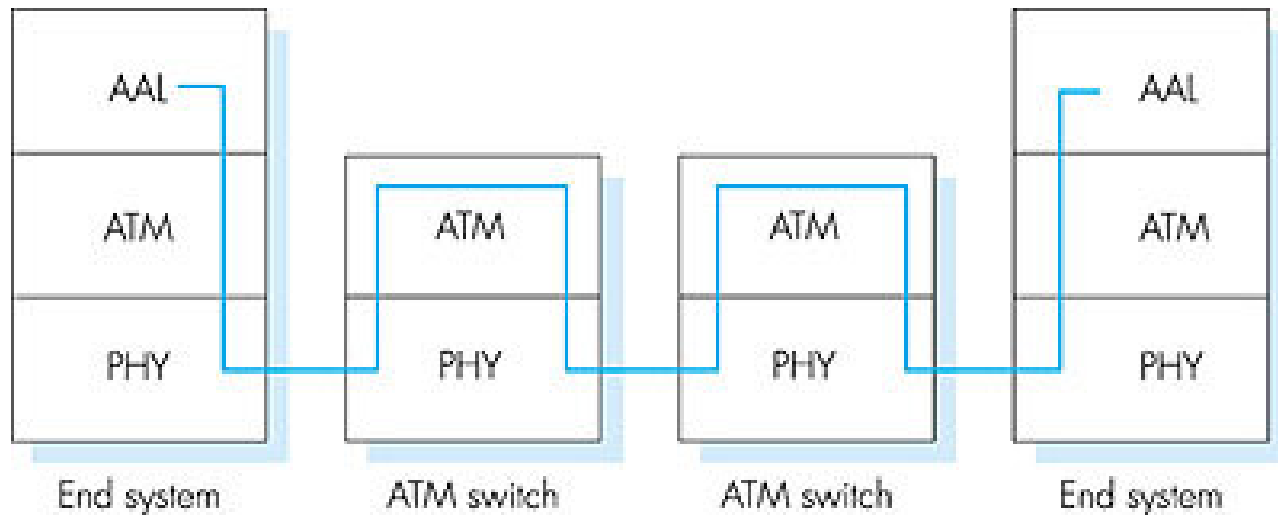 AAL
ATM
PHY
End system
ATM
PHY
ATM switch
ATM
PHY
ATM switch
AAL
ATM
PHY
End system